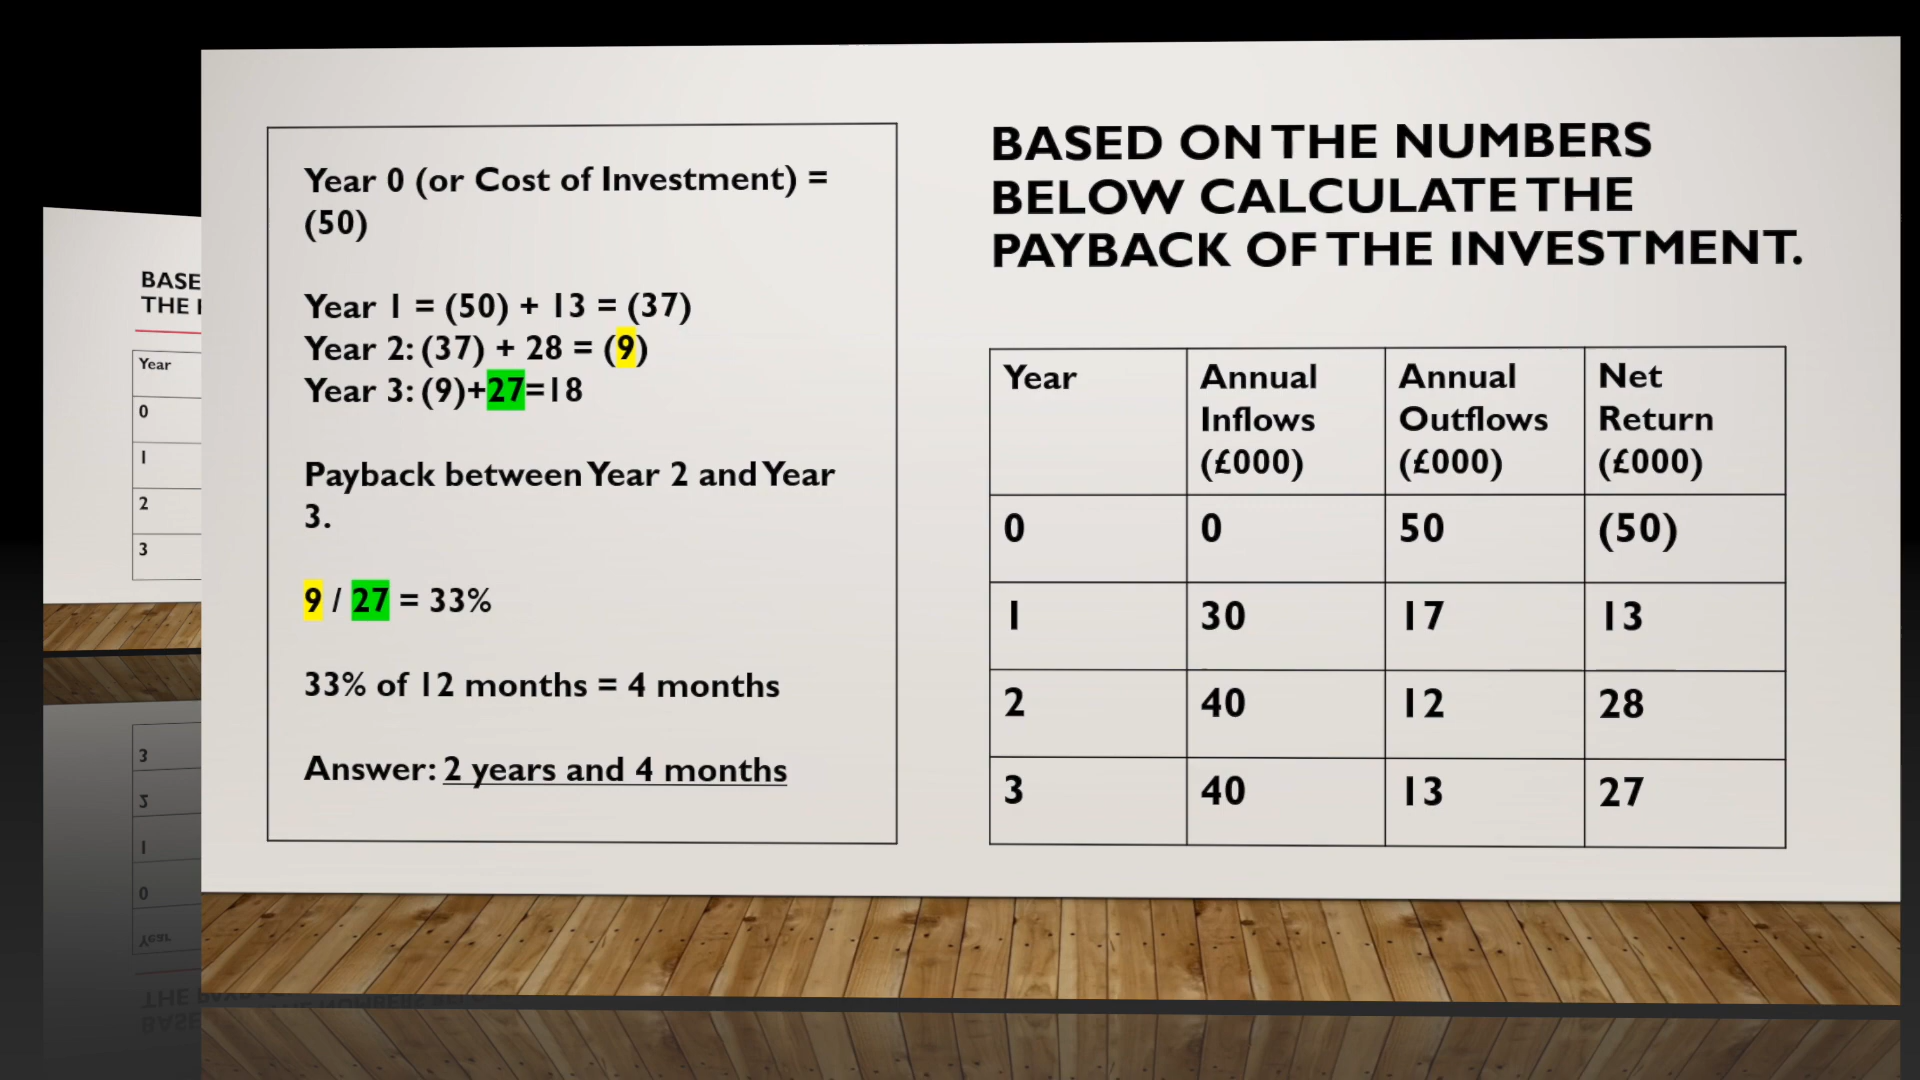 Year 0 (or Cost of Investment) =
(50)
Year 1 = (50) + 13 = (37)
Year 2: (37) + 28 = (9)
Year 3: (9)+27=18
Payback between Year 2 and Year
3.
9 / 27 = 33%
33% of 12 months = 4 months
Answer: 2 years and 4 months
BASED ON THE NUMBERS
BELOW CALCULATE THE
PAYBACK OF THE INVESTMENT.
Year Annual Inflows (£000) Annual Outflows (£000) Net Return (£000)
0 0 50 (50)
1 30 17 13
2 40 12 28
3 40 13 27
THE
Year
0
1
2
3